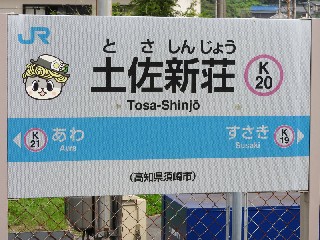 JR
とさしんじょう
土佐新荘
Tosa-Shinjō
K
20
K
21
あわ
Awa
すさき
Susaki
K
19
(高知県須崎市)